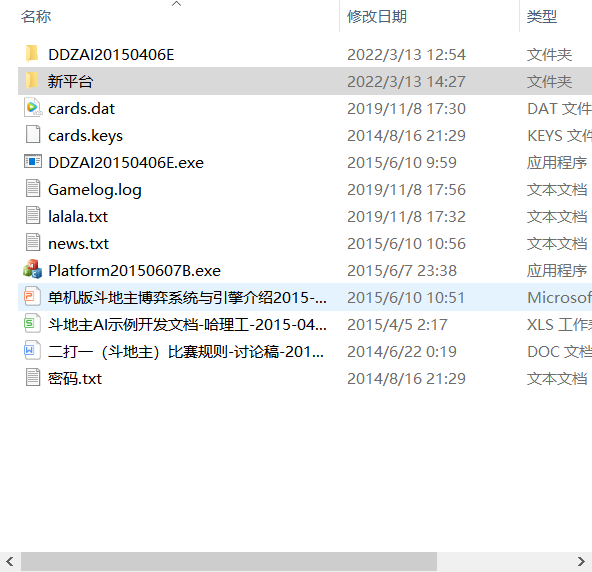 名称 修改日期 类型
DDZAI20150406E 2022/3/13 12:54 文件夹
新平台 2022/3/13 14:27 文件夹
cards.dat 2019/11/8 17:30 DAT 文件
cards.keys 2014/8/16 21:29 KEYS 文件
DDZAI20150406E.exe 2015/6/10 9:59 应用程序
Gamelog.log 2019/11/8 17:56 文本文档
lalala.txt 2019/11/8 17:32 文本文档
news.txt 2015/6/10 10:56 文本文档
Platform20150607B.exe 2015/6/7 23:38 应用程序
单机版斗地主博弈系统与引擎介绍2015-... 2015/6/10 10:51 Microsof
斗地主AI示例开发文档-哈理工-2015-04... 2015/4/5 2:17 XLS 工作
二打一（斗地主）比赛规则-讨论稿-201... 2014/6/22 0:19 DOC 文档
密码.txt 2014/8/16 21:29 文本文档